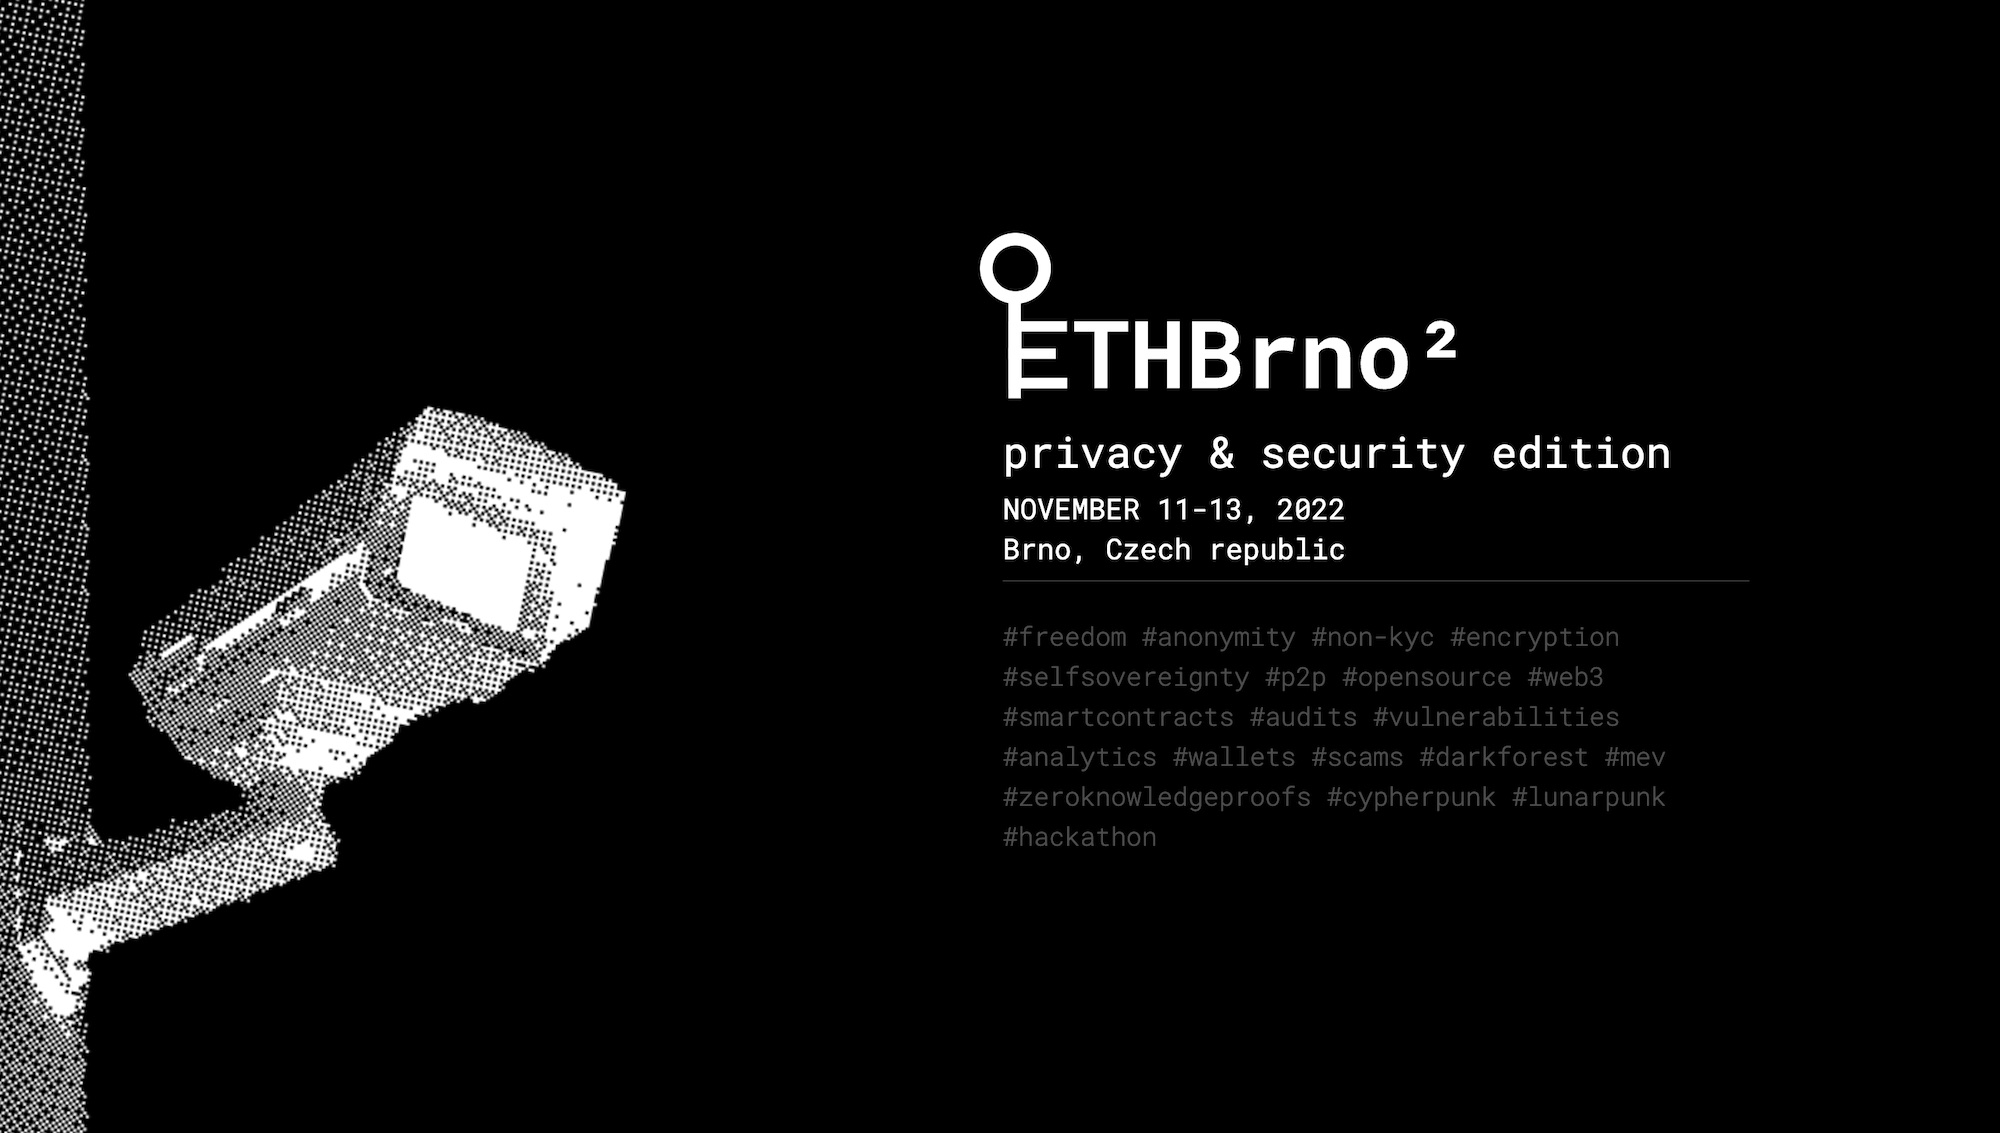 ETHBrno²
privacy & security edition
NOVEMBER 11-13, 2022
Brno, Czech republic
#freedom #anonymity #non-kyc #encryption
#selfsovereignty #p2p #opensource #web3
#smartcontracts #audits #vulnerabilities
#analytics #wallets #scams #darkforest #mev
#zeroknowledgeproofs #cypherpunk #lunarpunk
#hackathon